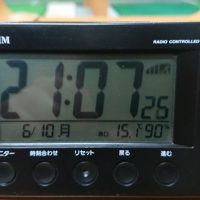 RADIO CONTROLLED
21:07 25
6/10 月 15.1 90%
リセット 戻る 進む
時刻合わせ